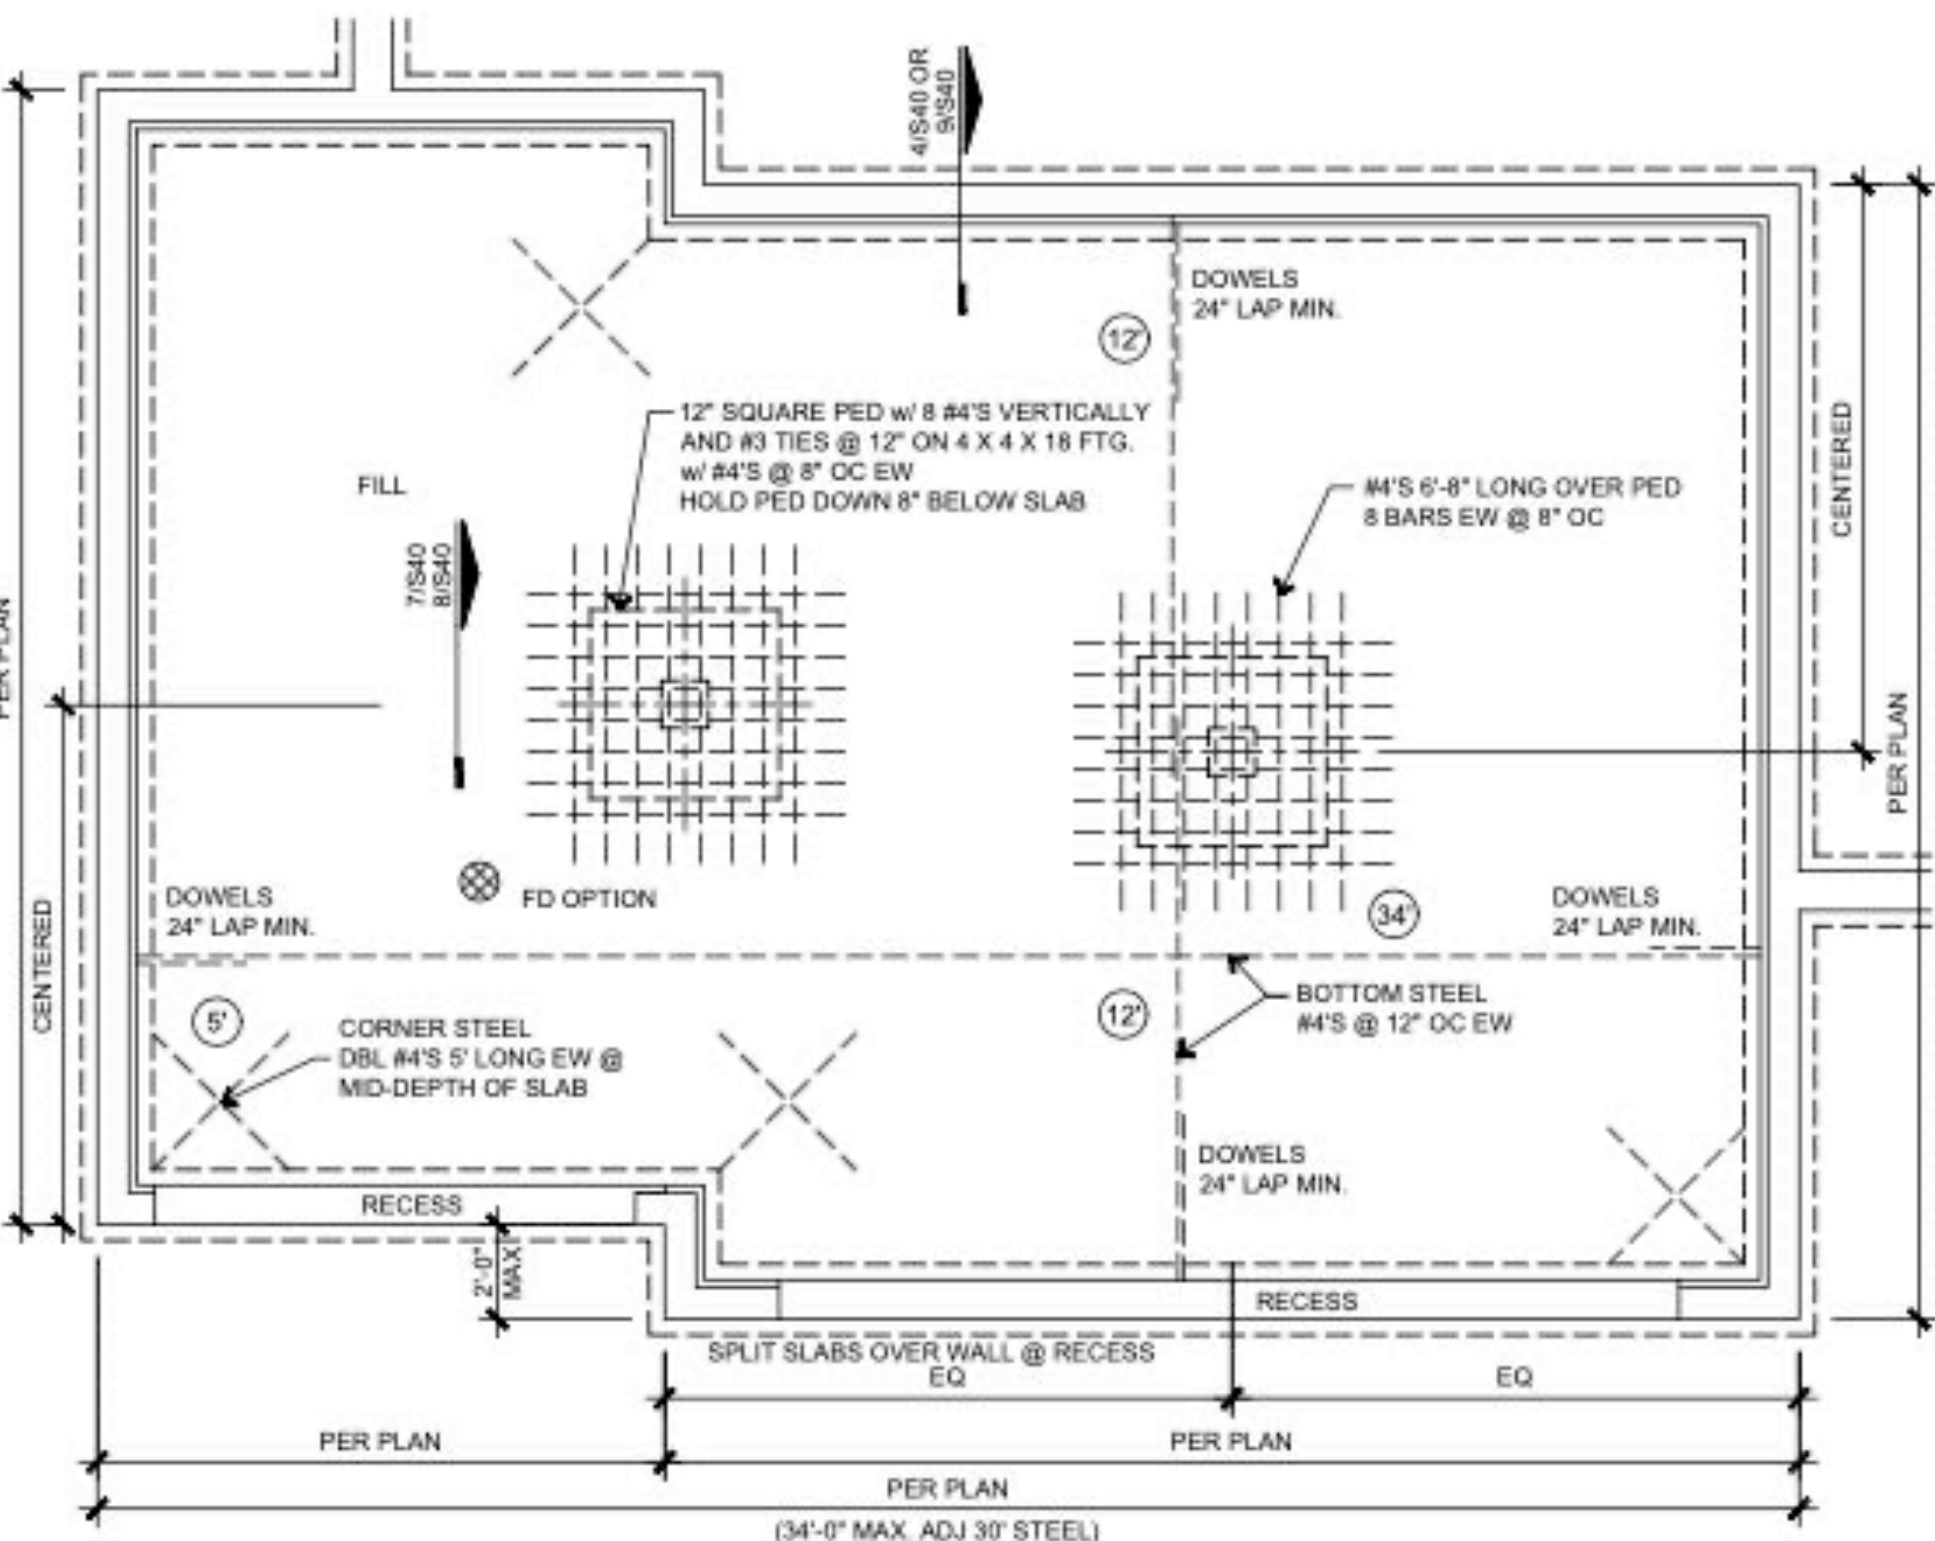 4/S40 OR
9/S40
DOWELS
24" LAP MIN.
12'
12" SQUARE PED w/ 8 #4'S VERTICALLY
AND #3 TIES @ 12" ON 4 X 4 X 18 FTG.
w/ #4'S @ 8" OC EW
HOLD PED DOWN 8" BELOW SLAB
FILL
#4'S 6'-8" LONG OVER PED
8 BARS EW @ 8" OC
CENTERED
7/S40
8/S40
PER PLAN
PER PLAN
DOWELS
24" LAP MIN.
FD OPTION
34'
DOWELS
24" LAP MIN.
CENTERED
5'
CORNER STEEL
DBL #4'S 5' LONG EW @
MID-DEPTH OF SLAB
12'
BOTTOM STEEL
#4'S @ 12" OC EW
DOWELS
24" LAP MIN.
RECESS
2'-0"
MAX
RECESS
SPLIT SLABS OVER WALL @ RECESS
EQ
EQ
PER PLAN
PER PLAN
PER PLAN
(34'-0" MAX. ADJ 30' STEEL)